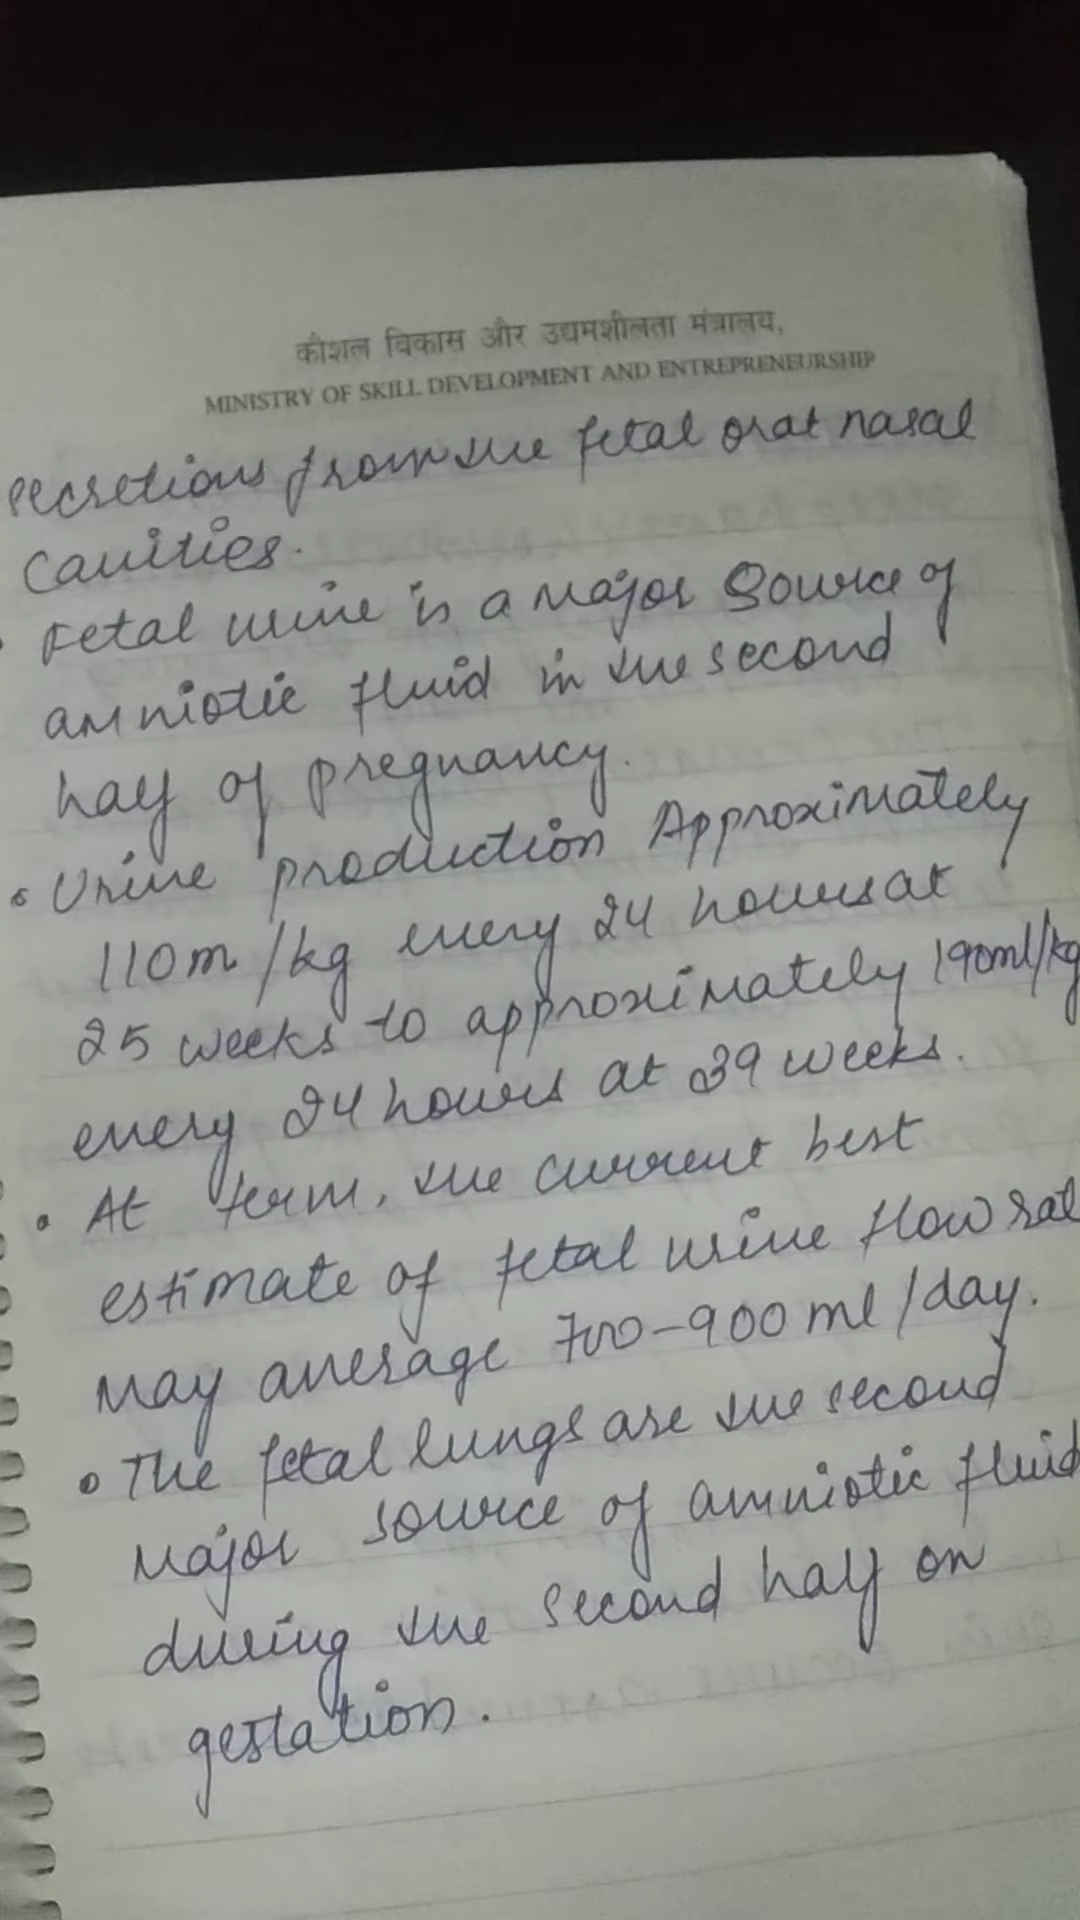 कौशल विकास और उद्यमशीलता मंत्रालय,
MINISTRY OF SKILL DEVELOPMENT AND ENTREPRENEURSHIP
secretions from the fetal orat nasal
cavities.
• Fetal urine is a major source of
amniotic fluid in the second
half of pregnancy.
• Urine production Approximately
110m/kg every 24 hours at
25 weeks to approximately 190ml/kg
every 24 hours at 39 weeks.
• At term, the current best
estimate of fetal urine flow rat
may average 700-900 ml/day.
• The fetal lungs are the second
major source of amniotic fluid
during the second half on
gestation.